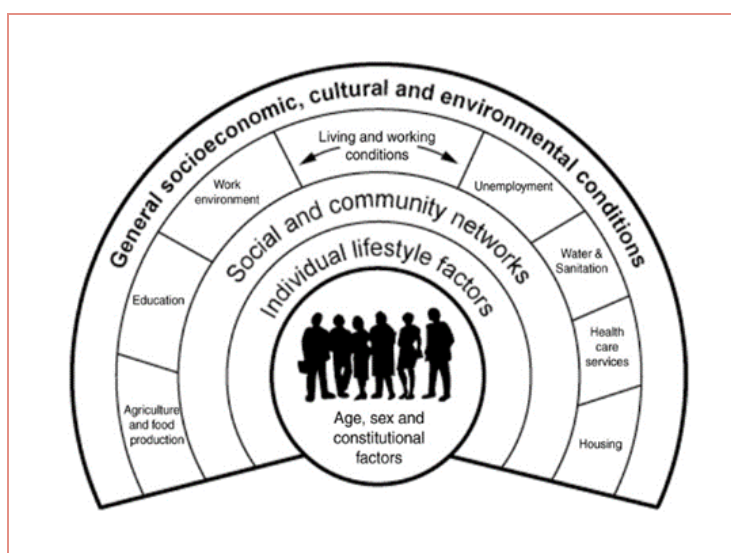 General socioeconomic, cultural and environmental conditions
Living and working
conditions
Work
environment
Unemployment
Education
Water &
Sanitation
Agriculture
and food
production
Health
care
services
Housing
Social and community networks
Individual lifestyle factors
Age, sex and
constitutional
factors